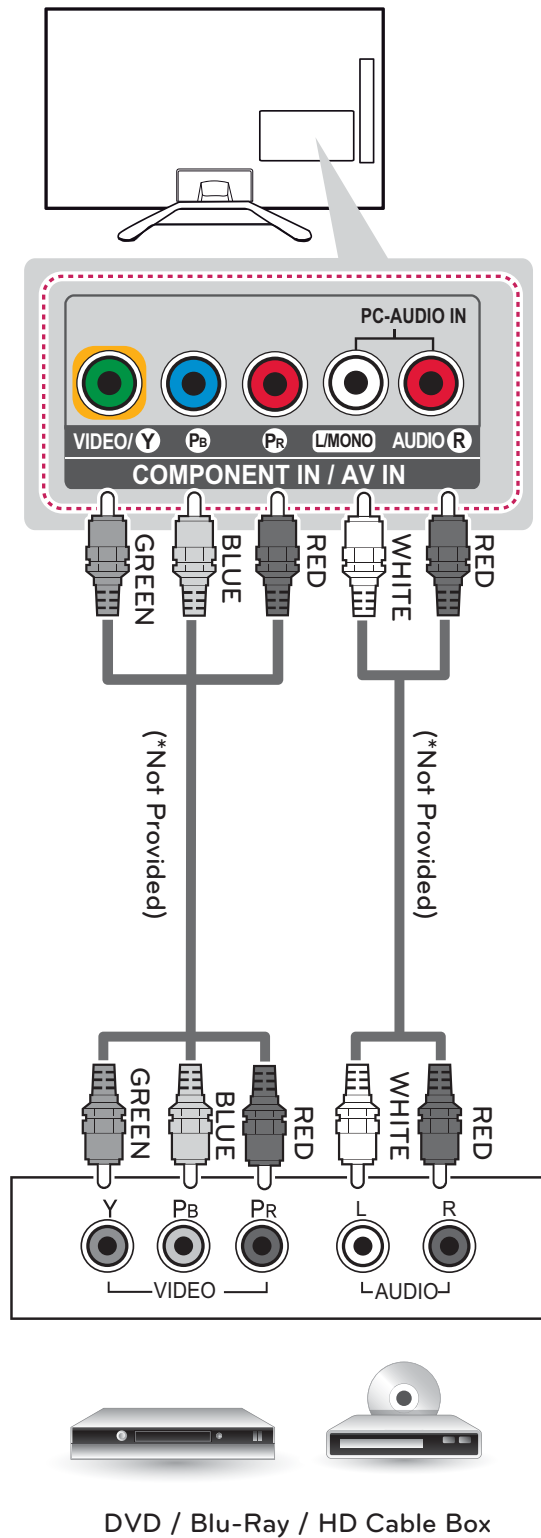 PC-AUDIO IN
VIDEO/ Y PB PR L/MONO AUDIO R
COMPONENT IN / AV IN
GREEN BLUE RED WHITE RED
(*Not Provided) (*Not Provided)
GREEN BLUE RED WHITE RED
Y PB PR L R
VIDEO AUDIO
DVD / Blu-Ray / HD Cable Box